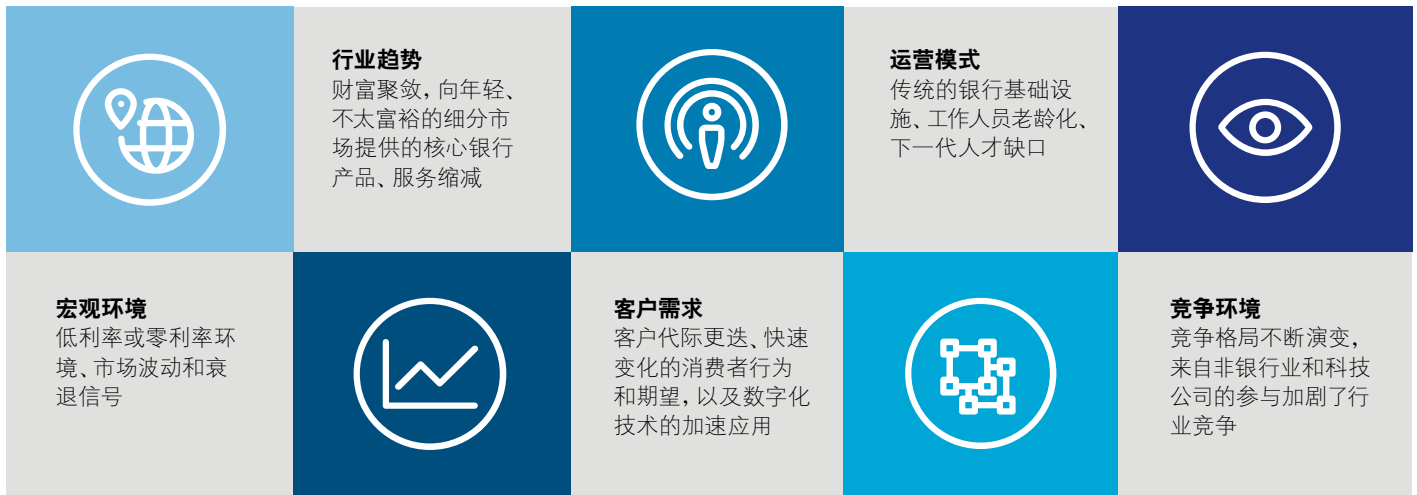 行业趋势
财富聚敛，向年轻、
不太富裕的细分市
场提供的核心银行
产品、服务缩减
运营模式
传统的银行基础设
施、工作人员老龄化、
下一代人才缺口
宏观环境
低利率或零利率环
境、市场波动和衰
退信号
客户需求
客户代际更迭、快速
变化的消费者行为
和期望，以及数字化
技术的加速应用
竞争环境
竞争格局不断演变，
来自非银行业和科技
公司的参与加剧了行
业竞争